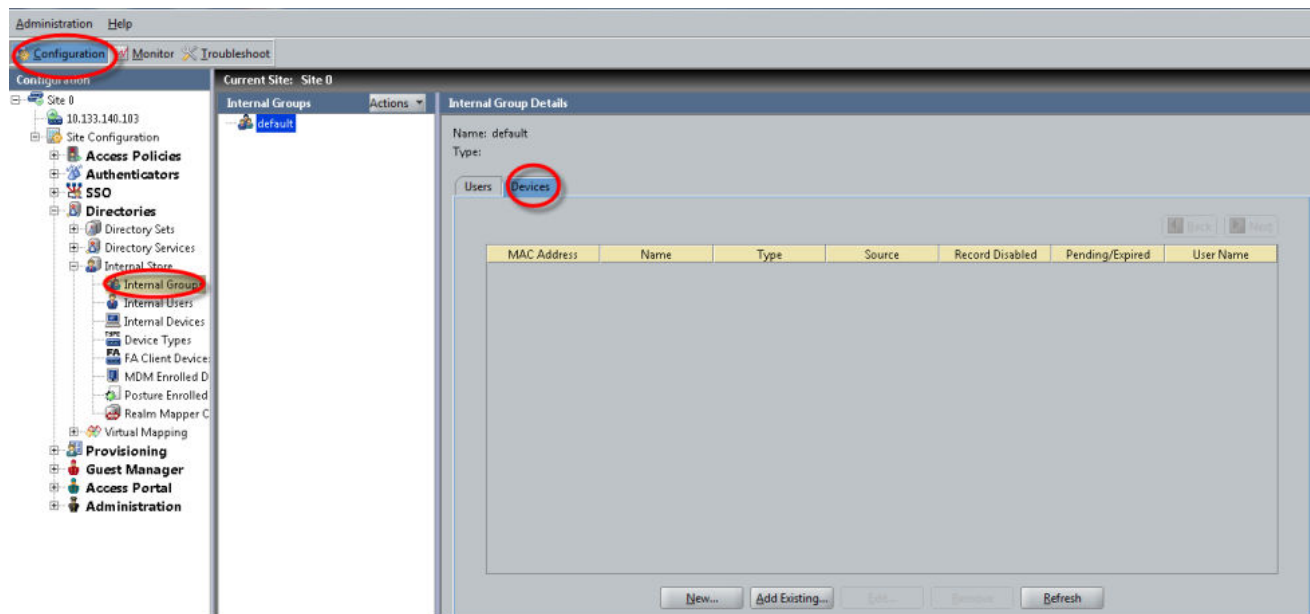 Administration Help
Configuration Monitor Troubleshoot
Configuration
Site 0
10.133.140.103
Site Configuration
Access Policies
Authenticators
SSO
Directories
Directory Sets
Directory Services
Internal Store
Internal Group
Internal Users
Internal Devices
Device Types
FA Client Device
MDM Enrolled D
Posture Enrolled
Realm Mapper C
Virtual Mapping
Provisioning
Guest Manager
Access Portal
Administration
Current Site: Site 0
Internal Groups Actions
default
Internal Group Details
Name: default
Type:
Users Devices
Back Next
MAC Address Name Type Source Record Disabled Pending/Expired User Name
New... Add Existing... Edit... Remove Refresh